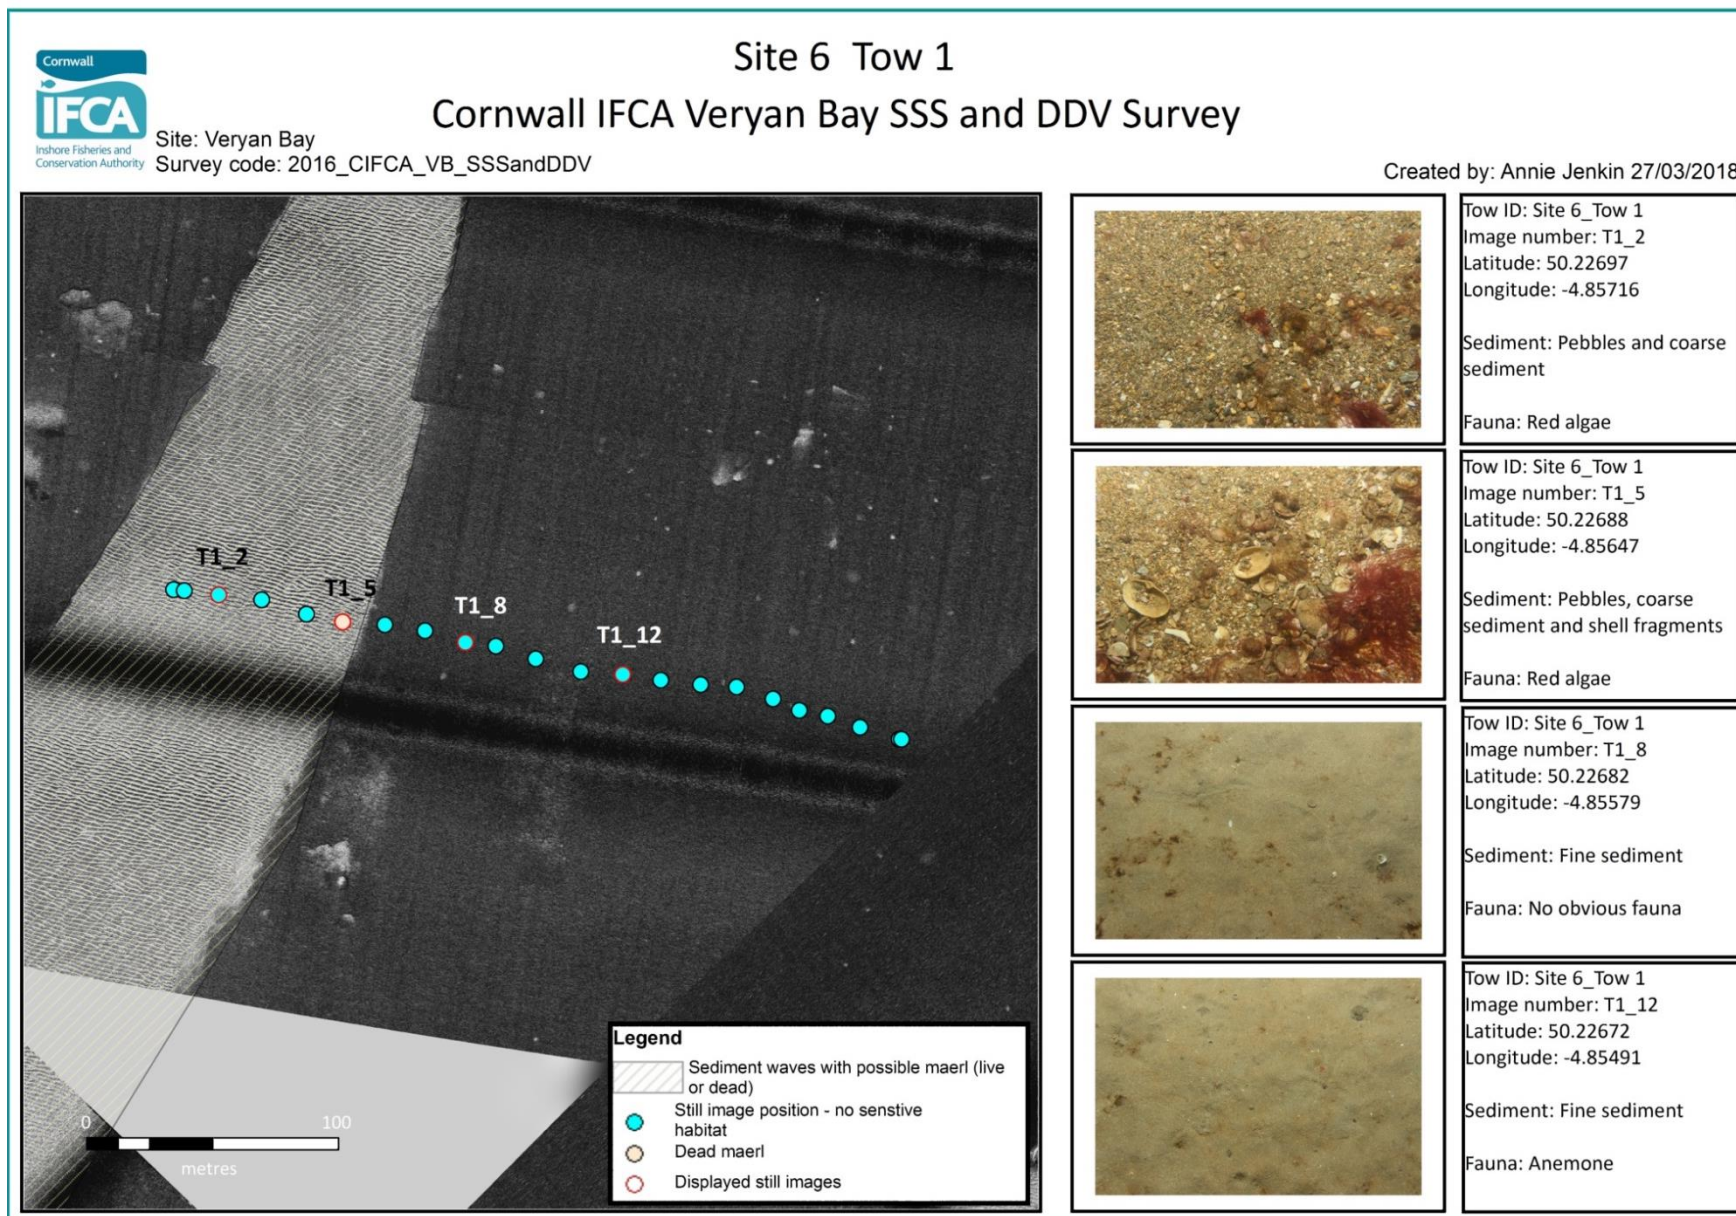 Site 6 Tow 1
Cornwall IFCA Veryan Bay SSS and DDV Survey
Cornwall
IFCA
Inshore Fisheries and
Conservation Authority
Site: Veryan Bay
Survey code: 2016_CIFCA_VB_SSSandDDV
Created by: Annie Jenkin 27/03/2018
T1_2
T1_5
T1_8
T1_12
0
100
metres
Legend
Sediment waves with possible maerl (live
or dead)
Still image position - no senstive
habitat
Dead maerl
Displayed still images
Tow ID: Site 6_Tow 1
Image number: T1_2
Latitude: 50.22697
Longitude: -4.85716
Sediment: Pebbles and coarse
sediment
Fauna: Red algae
Tow ID: Site 6_Tow 1
Image number: T1_5
Latitude: 50.22688
Longitude: -4.85647
Sediment: Pebbles, coarse
sediment and shell fragments
Fauna: Red algae
Tow ID: Site 6_Tow 1
Image number: T1_8
Latitude: 50.22682
Longitude: -4.85579
Sediment: Fine sediment
Fauna: No obvious fauna
Tow ID: Site 6_Tow 1
Image number: T1_12
Latitude: 50.22672
Longitude: -4.85491
Sediment: Fine sediment
Fauna: Anemone